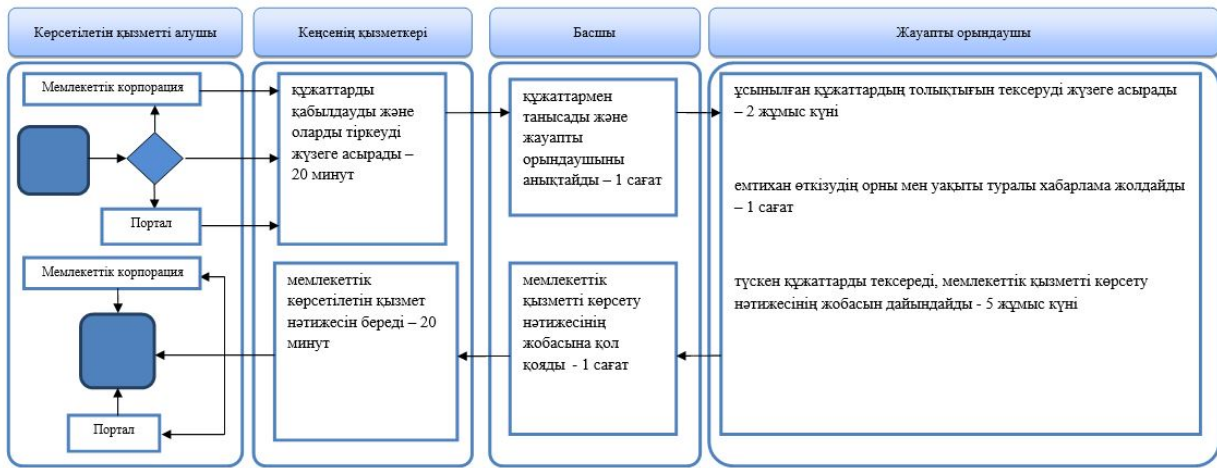 Көрсетілетін қызметті алушы
Кеңсенің қызметкері
Басшы
Жауапты орындаушы
Мемлекеттік корпорация
Портал
құжаттарды
қабылдауды және
оларды тіркеуді
жүзеге асырады –
20 минут
құжаттармен
танысады және
жауапты
орындаушыны
анықтайды – 1 сағат
ұсынылған құжаттардың толықтығын тексеруді жүзеге асырады
– 2 жұмыс күні
емтихан өткізудің орны мен уақыты туралы хабарлама жолдайды
– 1 сағат
түскен құжаттарды тексереді, мемлекеттік қызметті көрсету
нәтижесінің жобасын дайындайды - 5 жұмыс күні
мемлекеттік
қызметті көрсету
нәтижесінің
жобасына қол
қояды - 1 сағат
мемлекеттік
көрсетілетін қызмет
нәтижесін береді – 20
минут
Мемлекеттік корпорация
Портал